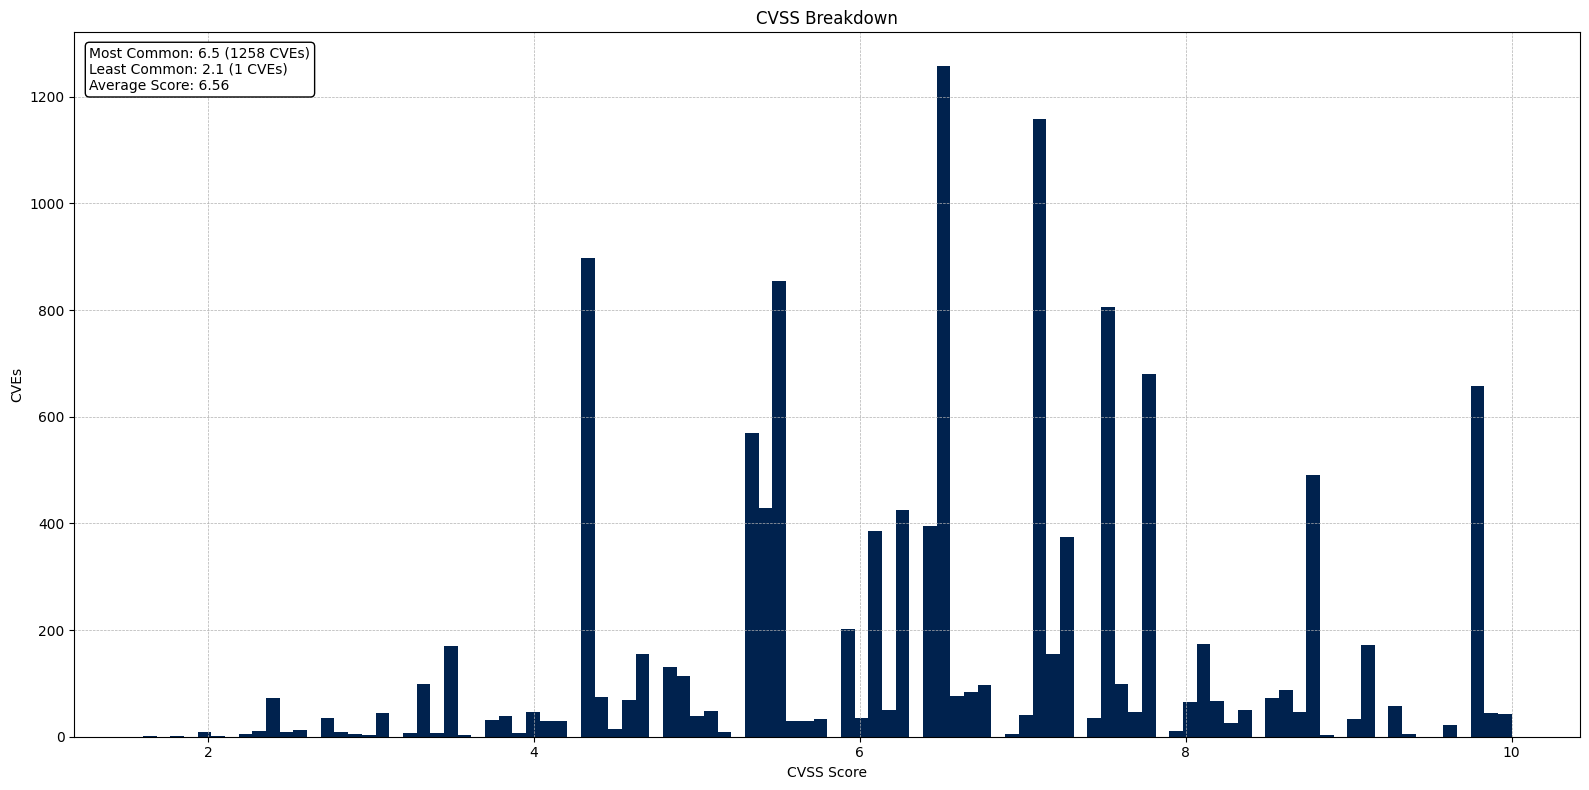 CVSS Breakdown
Most Common: 6.5 (1258 CVEs)
Least Common: 2.1 (1 CVEs)
Average Score: 6.56
CVEs
1200
1000
800
600
400
200
0
2
4
6
8
10
CVSS Score